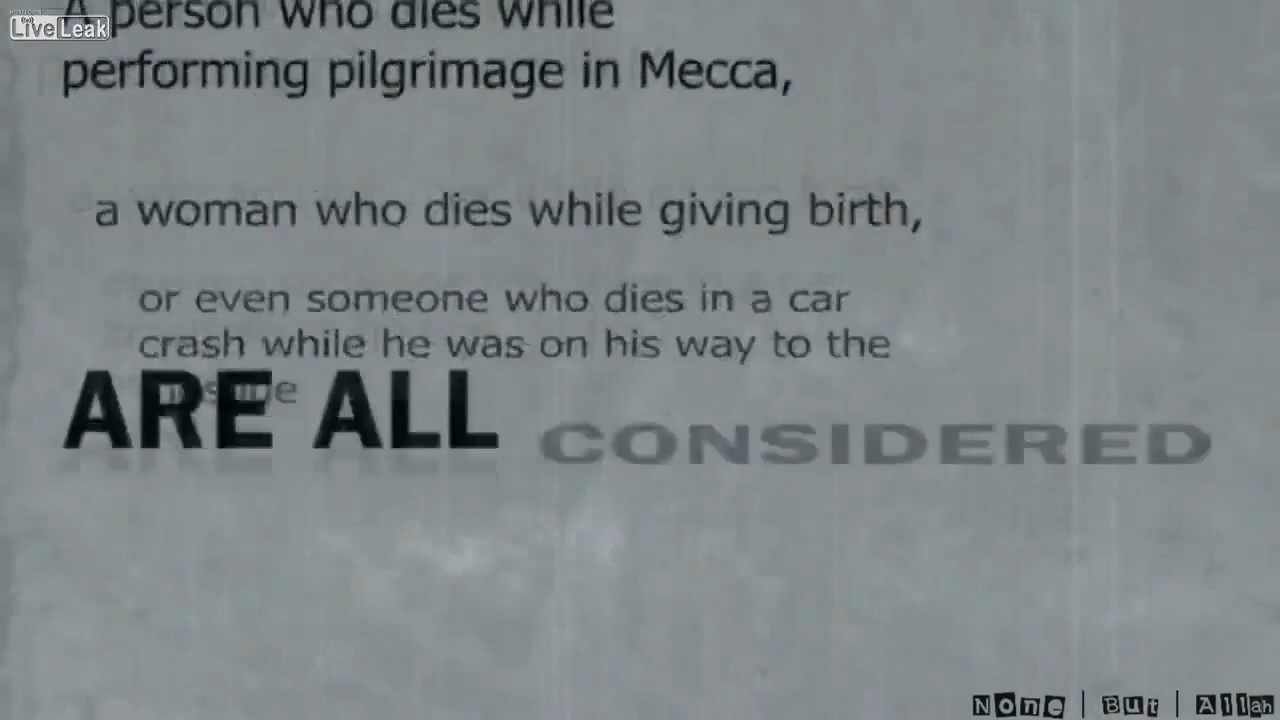 LiveLeak
A person who dies while
performing pilgrimage in Mecca,
a woman who dies while giving birth,
or even someone who dies in a car
crash while he was on his way to the
ARE ALL CONSIDERED
None | But | Allah